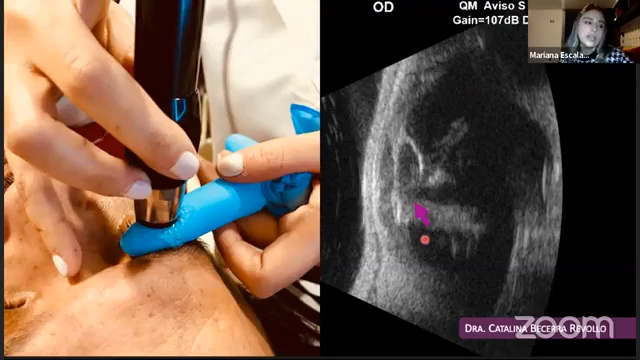 OD
QM Aviso S
Gain=107dB D
Mariana Escala...
DRA. CATALINA BECERRA REVOLLO
zoom